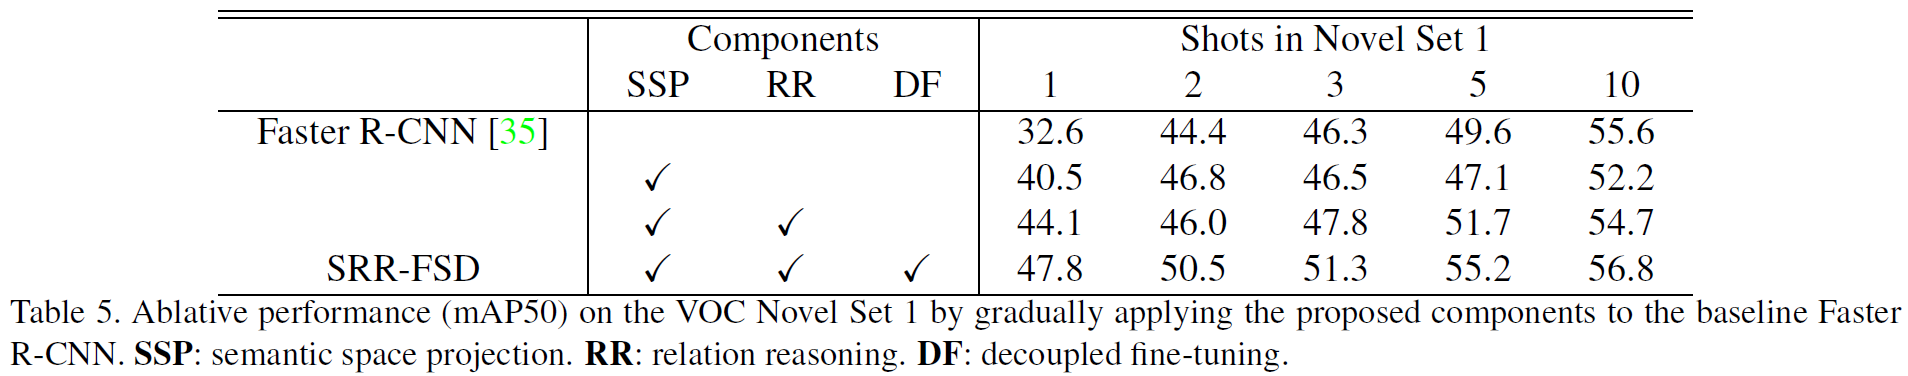 Components Shots in Novel Set 1
SSP RR DF 1 2 3 5 10
Faster R-CNN [35] 32.6 44.4 46.3 49.6 55.6
✓ 40.5 46.8 46.5 47.1 52.2
✓ ✓ 44.1 46.0 47.8 51.7 54.7
SRR-FSD ✓ ✓ ✓ 47.8 50.5 51.3 55.2 56.8
Table 5. Ablative performance (mAP50) on the VOC Novel Set 1 by gradually applying the proposed components to the baseline Faster
R-CNN. SSP: semantic space projection. RR: relation reasoning. DF: decoupled fine-tuning.